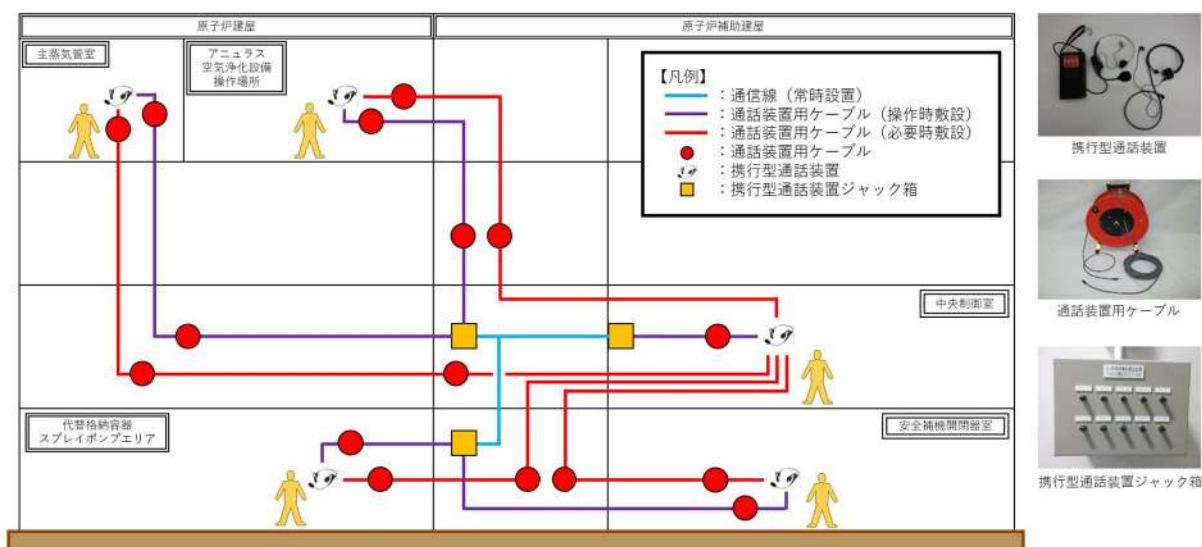 原子炉建屋
原子炉補助建屋
主蒸気管室
アニュラス
空気浄化設備
操作場所
【凡例】
：通信線（常時設置）
：通話装置用ケーブル（操作時敷設）
：通話装置用ケーブル（必要時敷設）
：通話装置用ケーブル
：携行型通話装置
：携行型通話装置ジャック箱
中央制御室
代替格納容器
スプレイポンプエリア
安全補機開閉器室
携行型通話装置
通話装置用ケーブル
携行型通話装置ジャック箱